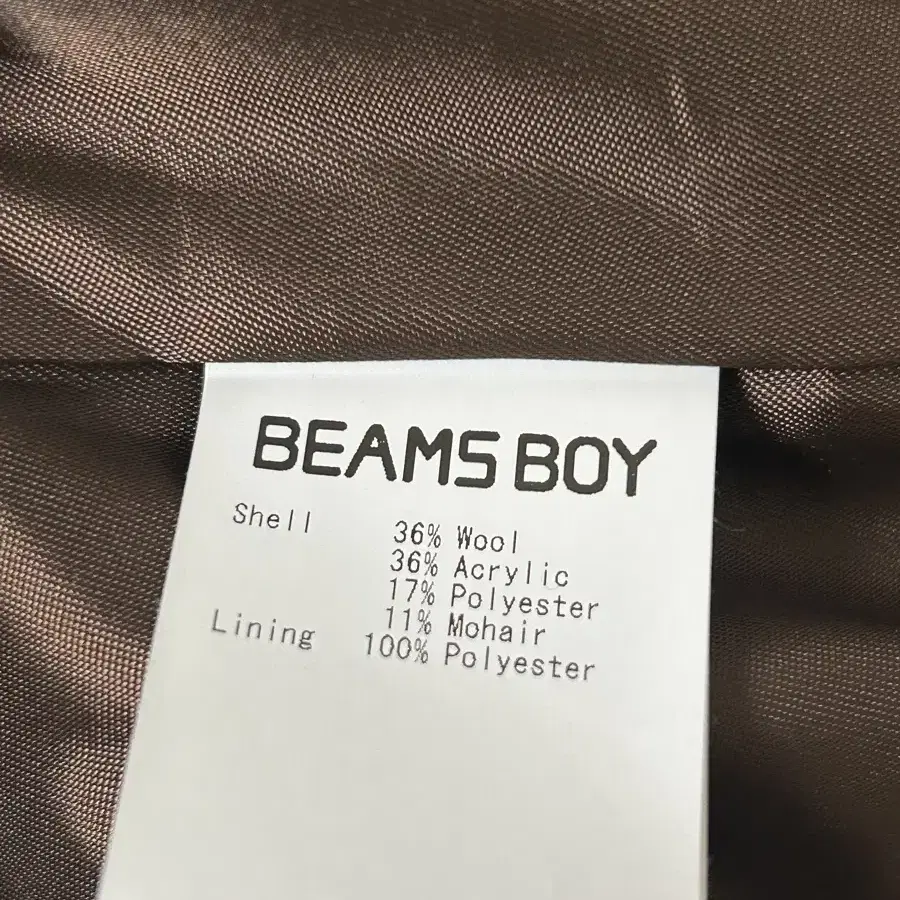 BEAMS BOY
Shell 36% Wool
36% Acrylic
17% Polyester
11% Mohair
Lining 100% Polyester